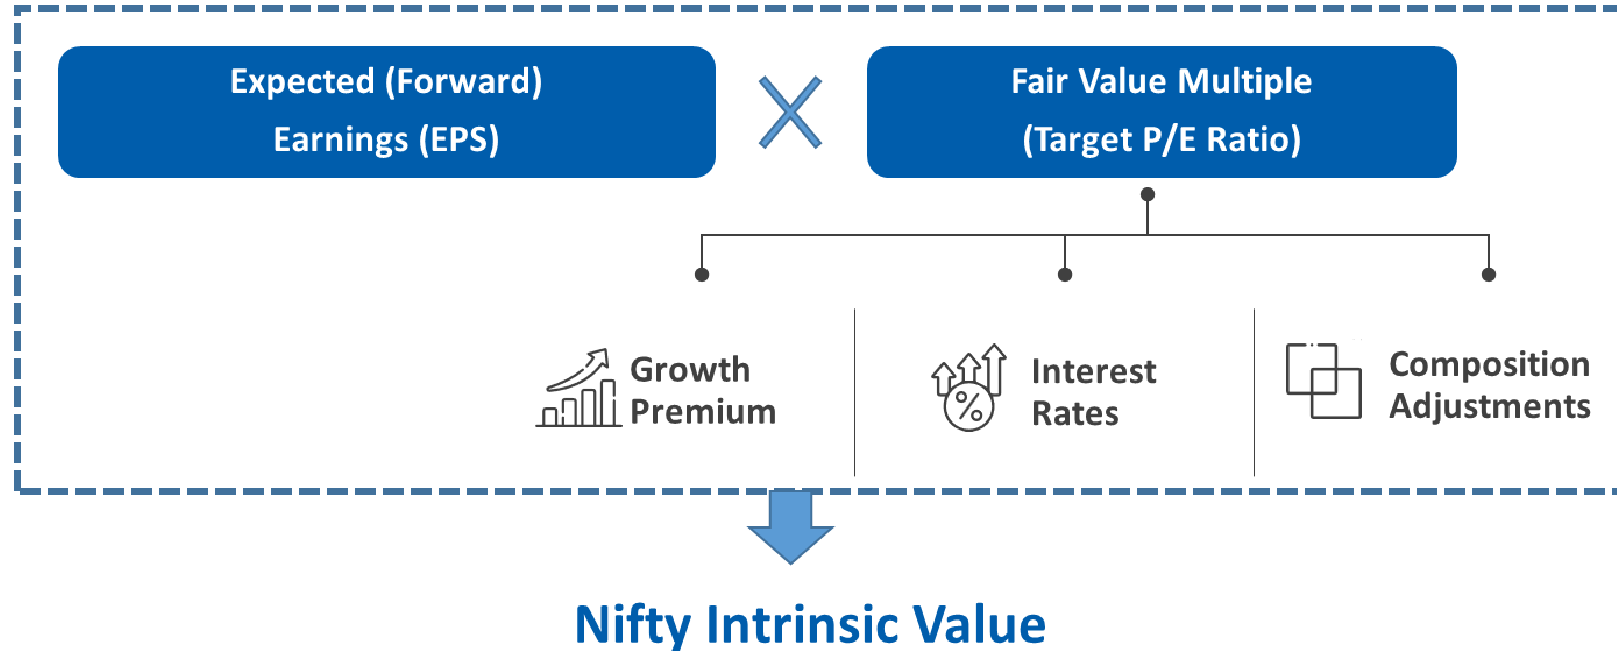 Expected (Forward)
Earnings (EPS)
Fair Value Multiple
(Target P/E Ratio)
Growth
Premium
%
Interest
Rates
Composition
Adjustments
Nifty Intrinsic Value